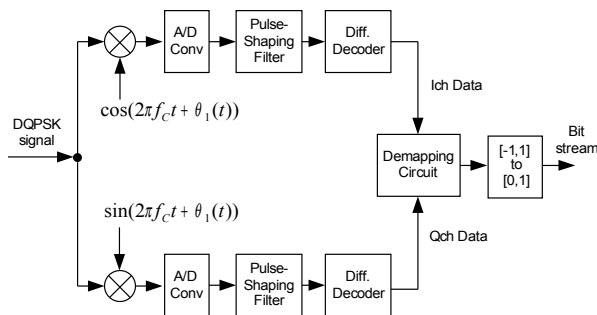 A/D
Conv
Pulse-
Shaping
Filter
Diff.
Decoder
cos(2πf_C t + θ_1(t))
Ich Data
DQPSK
signal
Demapping
Circuit
[-1,1]
to
[0,1]
Bit
stream
sin(2πf_C t + θ_1(t))
Qch Data
A/D
Conv
Pulse-
Shaping
Filter
Diff.
Decoder